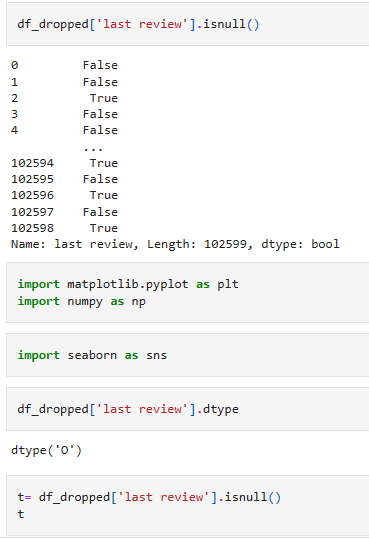 df_dropped['last review'].isnull()
0 False
1 False
2 True
3 False
4 False
...
102594 True
102595 False
102596 True
102597 False
102598 True
Name: last review, Length: 102599, dtype: bool
import matplotlib.pyplot as plt
import numpy as np
import seaborn as sns
df_dropped['last review'].dtype
dtype('O')
t= df_dropped['last review'].isnull()
t